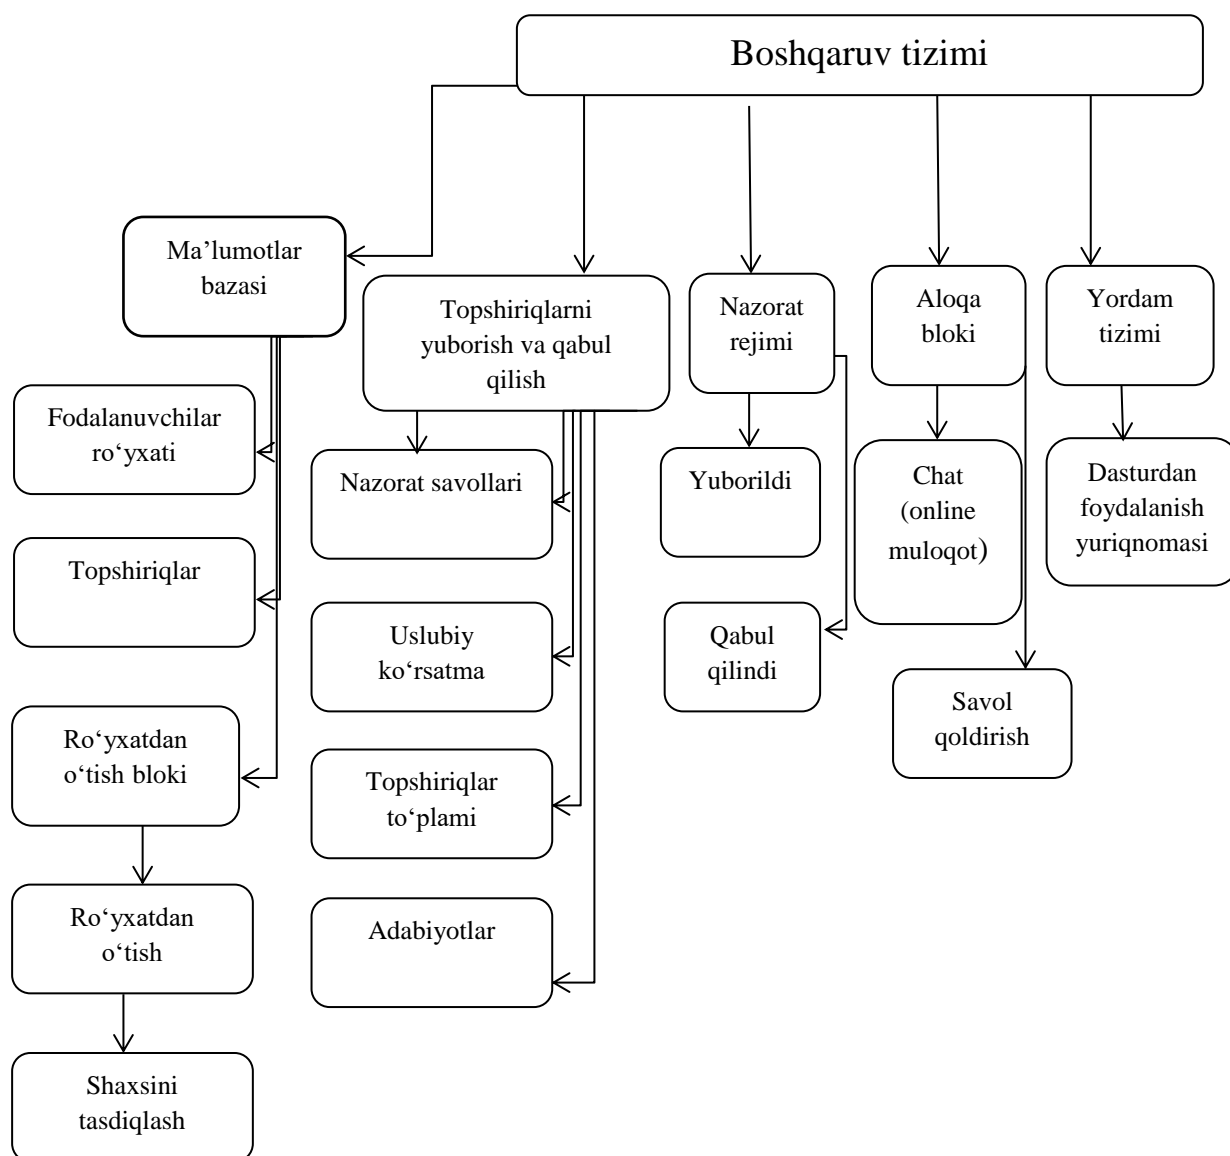 Boshqaruv tizimi
Ma’lumotlar
bazasi
Topshiriqlarni
yuborish va qabul
qilish
Nazorat
rejimi
Aloqa
bloki
Yordam
tizimi
Fodalanuvchilar
ro‘yxati
Nazorat savollari
Yuborildi
Chat
(online
muloqot)
Dasturdan
foydalanish
yuriqnomasi
Topshiriqlar
Uslubiy
ko‘rsatma
Qabul
qilindi
Savol
qoldirish
Ro‘yxatdan
o‘tish bloki
Topshiriqlar
to‘plami
Ro‘yxatdan
o‘tish
Adabiyotlar
Shaxsini
tasdiqlash